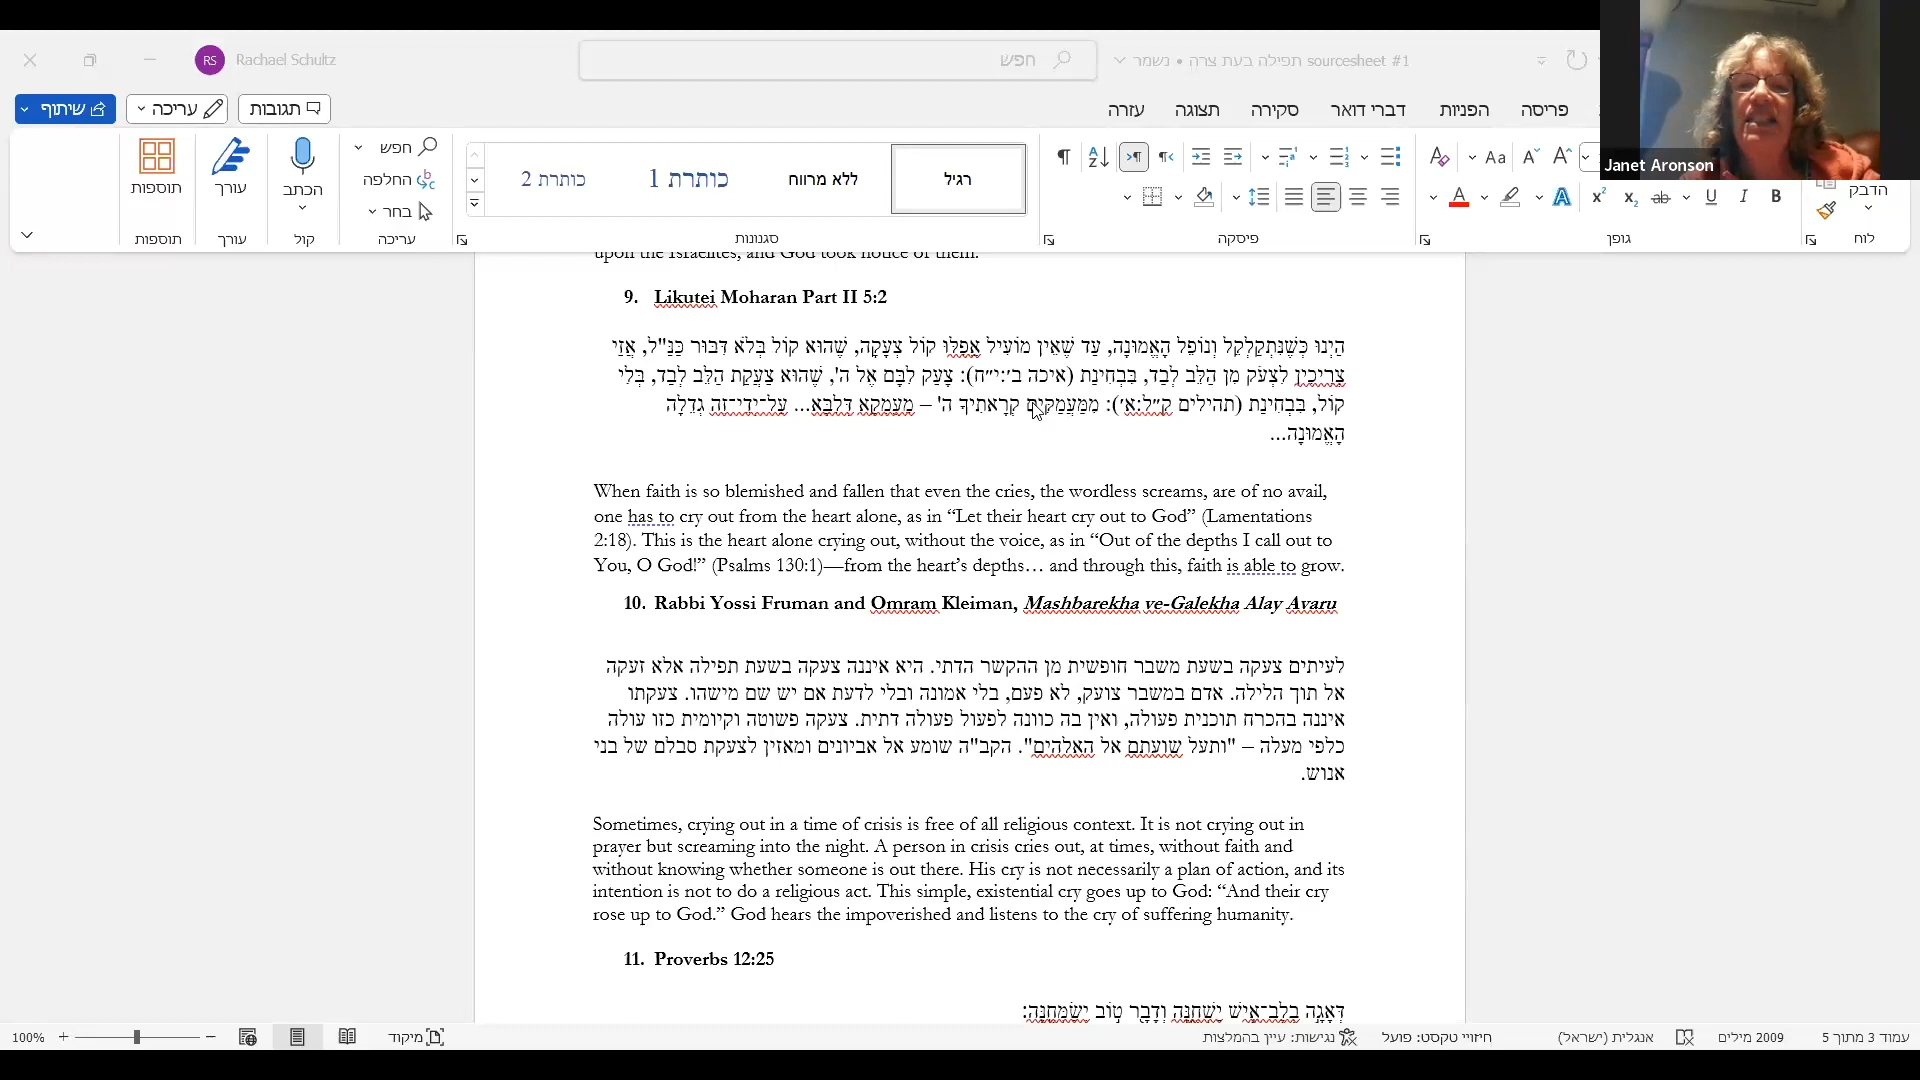 Rachael Schultz
RS
חפש
sourcesheet #1 תפילה בעת צרה • נשמר
Janet Aronson
שיתוף
עריכה
תגובות
עזרה
תצוגה
סקירה
דברי דואר
הפניות
פריסה
תוספות
עורך
הכתב
חפש
החלפה
בחר
כותרת 2
כותרת 1
ללא מרווח
רגיל
הדבק
תוספות
עורך
קול
עריכה
סגנונות
פיסקה
גופן
לוח
upon the Israelites, and God took notice of them.
9. Likutei Moharan Part II 5:2
הַיְנוּ כְּשֶׁנִּתְקַלְקֵל וְנוֹפֵל הָאֱמוּנָה, עַד שֶׁאֵין מוֹעִיל אֲפִלּוּ קוֹל צְעָקָה, שֶׁהוּא קוֹל בְּלֹא דִּבּוּר כַּנַּ"ל, אֲזַי
צְרִיכִין לִצְעֹק מִן הַלֵּב לְבַד, בִּבְחִינַת (איכה ב׳:י״ח): צָעַק לִבָּם אֶל ה', שֶׁהוּא צַעֲקַת הַלֵּב לְבַד, בְּלִי
קוֹל, בִּבְחִינַת (תהילים ק״ל:א׳): מִמַּעֲמַקִּים קְרָאתִיךָ ה' – מֵעֻמְקָא דְּלִבָּא... עַל־יְדֵי־זֶה גְּדֵלָה
הָאֱמוּנָה...
When faith is so blemished and fallen that even the cries, the wordless screams, are of no avail,
one has to cry out from the heart alone, as in “Let their heart cry out to God” (Lamentations
2:18). This is the heart alone crying out, without the voice, as in “Out of the depths I call out to
You, O God!” (Psalms 130:1)—from the heart’s depths… and through this, faith is able to grow.
10. Rabbi Yossi Fruman and Omram Kleiman, Mashbarekha ve-Galekha Alay Avaru
לעיתים צעקה בשעת משבר חופשית מן ההקשר הדתי. היא איננה צעקה בשעת תפילה אלא זעקה
אל תוך הלילה. אדם במשבר צועק, לא פעם, בלי אמונה ובלי לדעת אם יש שם מישהו. צעקתו
איננה בהכרח תוכנית פעולה, ואין בה כוונה לפעול פעולה דתית. צעקה פשוטה וקיומית כזו עולה
כלפי מעלה – "ותעל שועתם אל האלהים". הקב"ה שומע אל אביונים ומאזין לצעקת סבלם של בני
אנוש.
Sometimes, crying out in a time of crisis is free of all religious context. It is not crying out in
prayer but screaming into the night. A person in crisis cries out, at times, without faith and
without knowing whether someone is out there. His cry is not necessarily a plan of action, and its
intention is not to do a religious act. This simple, existential cry goes up to God: “And their cry
rose up to God.” God hears the impoverished and listens to the cry of suffering humanity.
11. Proverbs 12:25
דְּאָגָה בְלֶב־אִישׁ יַשְׁחֶנָּה וְדָבָר טוֹב יְשַׂמְּחֶנָּה:
100%
מיקוד
נגישות: עיין בהמלצות
חיזויי טקסט: פועל
אנגלית (ישראל)
2009 מילים
עמוד 3 מתוך 5